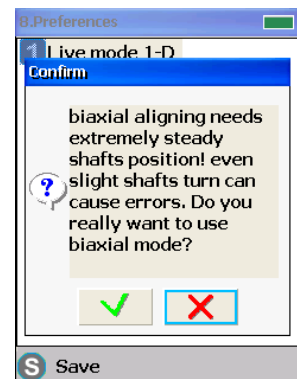 8.Preferences
1 Live mode 1-D
Confirm
biaxial aligning needs
extremely steady
shafts position! even
slight shafts turn can
cause errors. Do you
really want to use
biaxial mode?
S Save